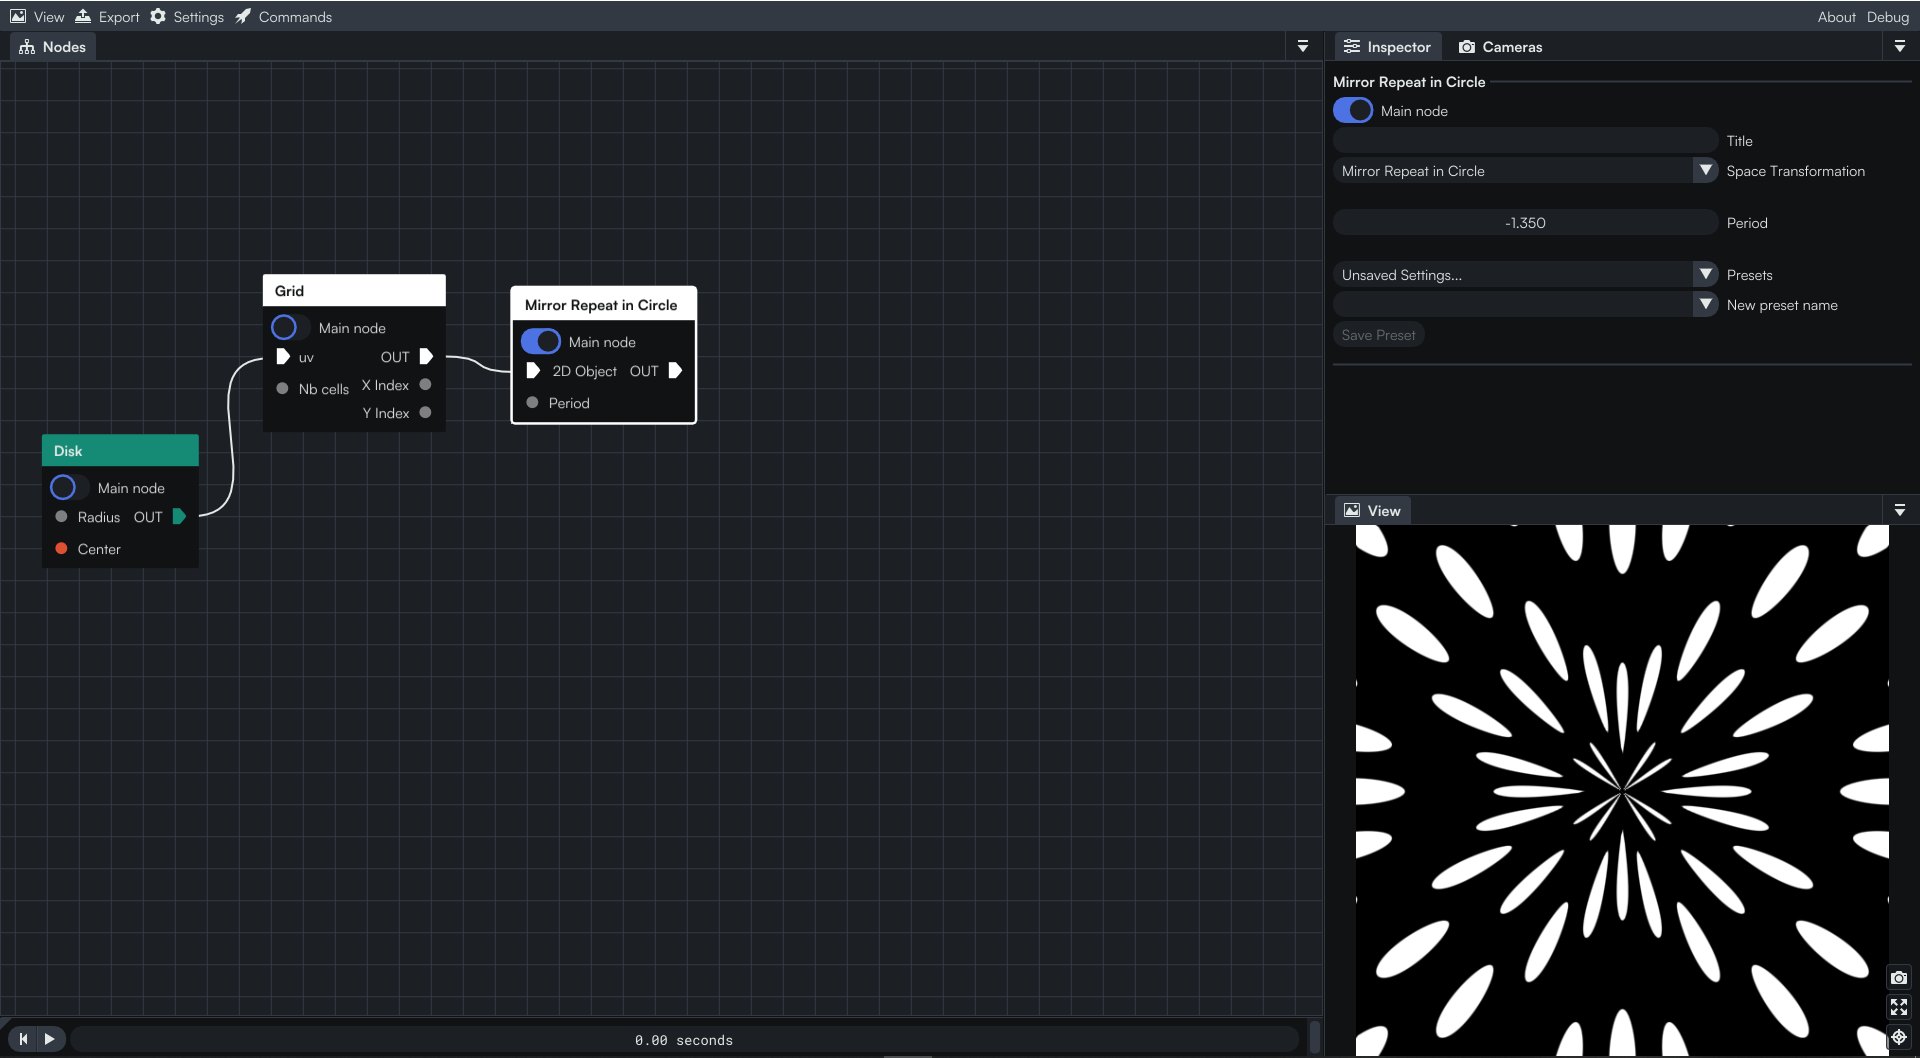 View Export Settings Commands About Debug
Nodes
Inspector Cameras
Mirror Repeat in Circle
Main node
Title
Mirror Repeat in Circle Space Transformation
-1.350 Period
Unsaved Settings... Presets
New preset name
Save Preset
Grid
Main node
uv OUT
Nb cells X Index
Y Index
Mirror Repeat in Circle
Main node
2D Object OUT
Period
Disk
Main node
Radius OUT
Center
View
0.00 seconds